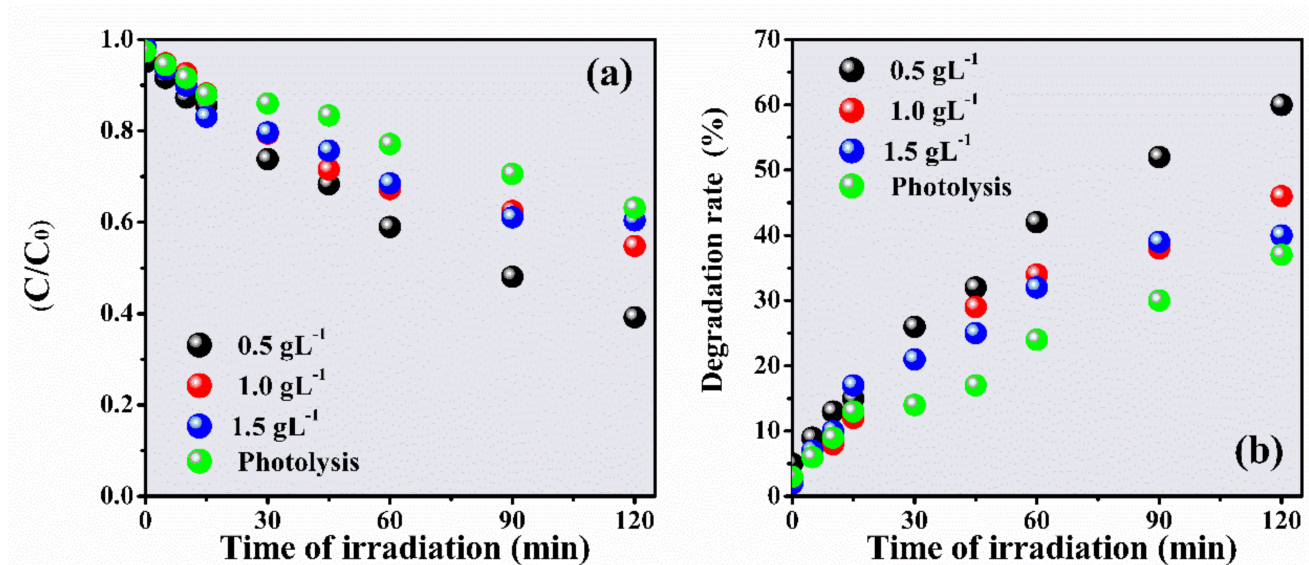 1.0
0.8
0.6
0.4
0.2
0.0
(C/C0)
(a)
0.5 gL-1
1.0 gL-1
1.5 gL-1
Photolysis
0 30 60 90 120
Time of irradiation (min)
70
60
50
40
30
20
10
0
Degradation rate (%)
0.5 gL-1
1.0 gL-1
1.5 gL-1
Photolysis
(b)
0 30 60 90 120
Time of irradiation (min)